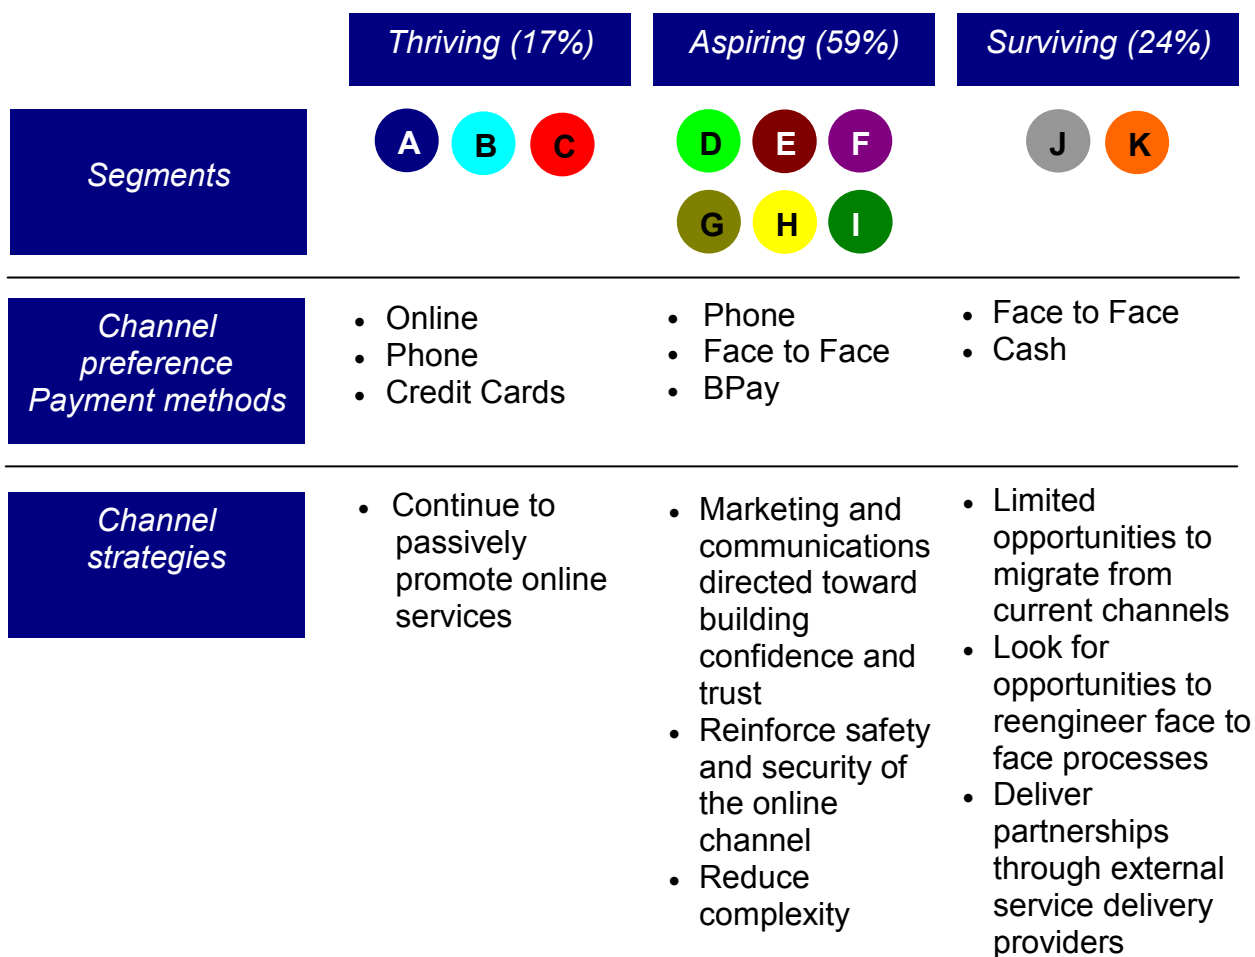 Thriving (17%)
Aspiring (59%)
Surviving (24%)
Segments
A B C
D E F
G H I
J K
Channel
preference
Payment methods
• Online
• Phone
• Credit Cards
• Phone
• Face to Face
• BPay
• Face to Face
• Cash
Channel
strategies
• Continue to
passively
promote online
services
• Marketing and
communications
directed toward
building
confidence and
trust
• Reinforce safety
and security of
the online
channel
• Reduce
complexity
• Limited
opportunities to
migrate from
current channels
• Look for
opportunities to
reengineer face to
face processes
• Deliver
partnerships
through external
service delivery
providers